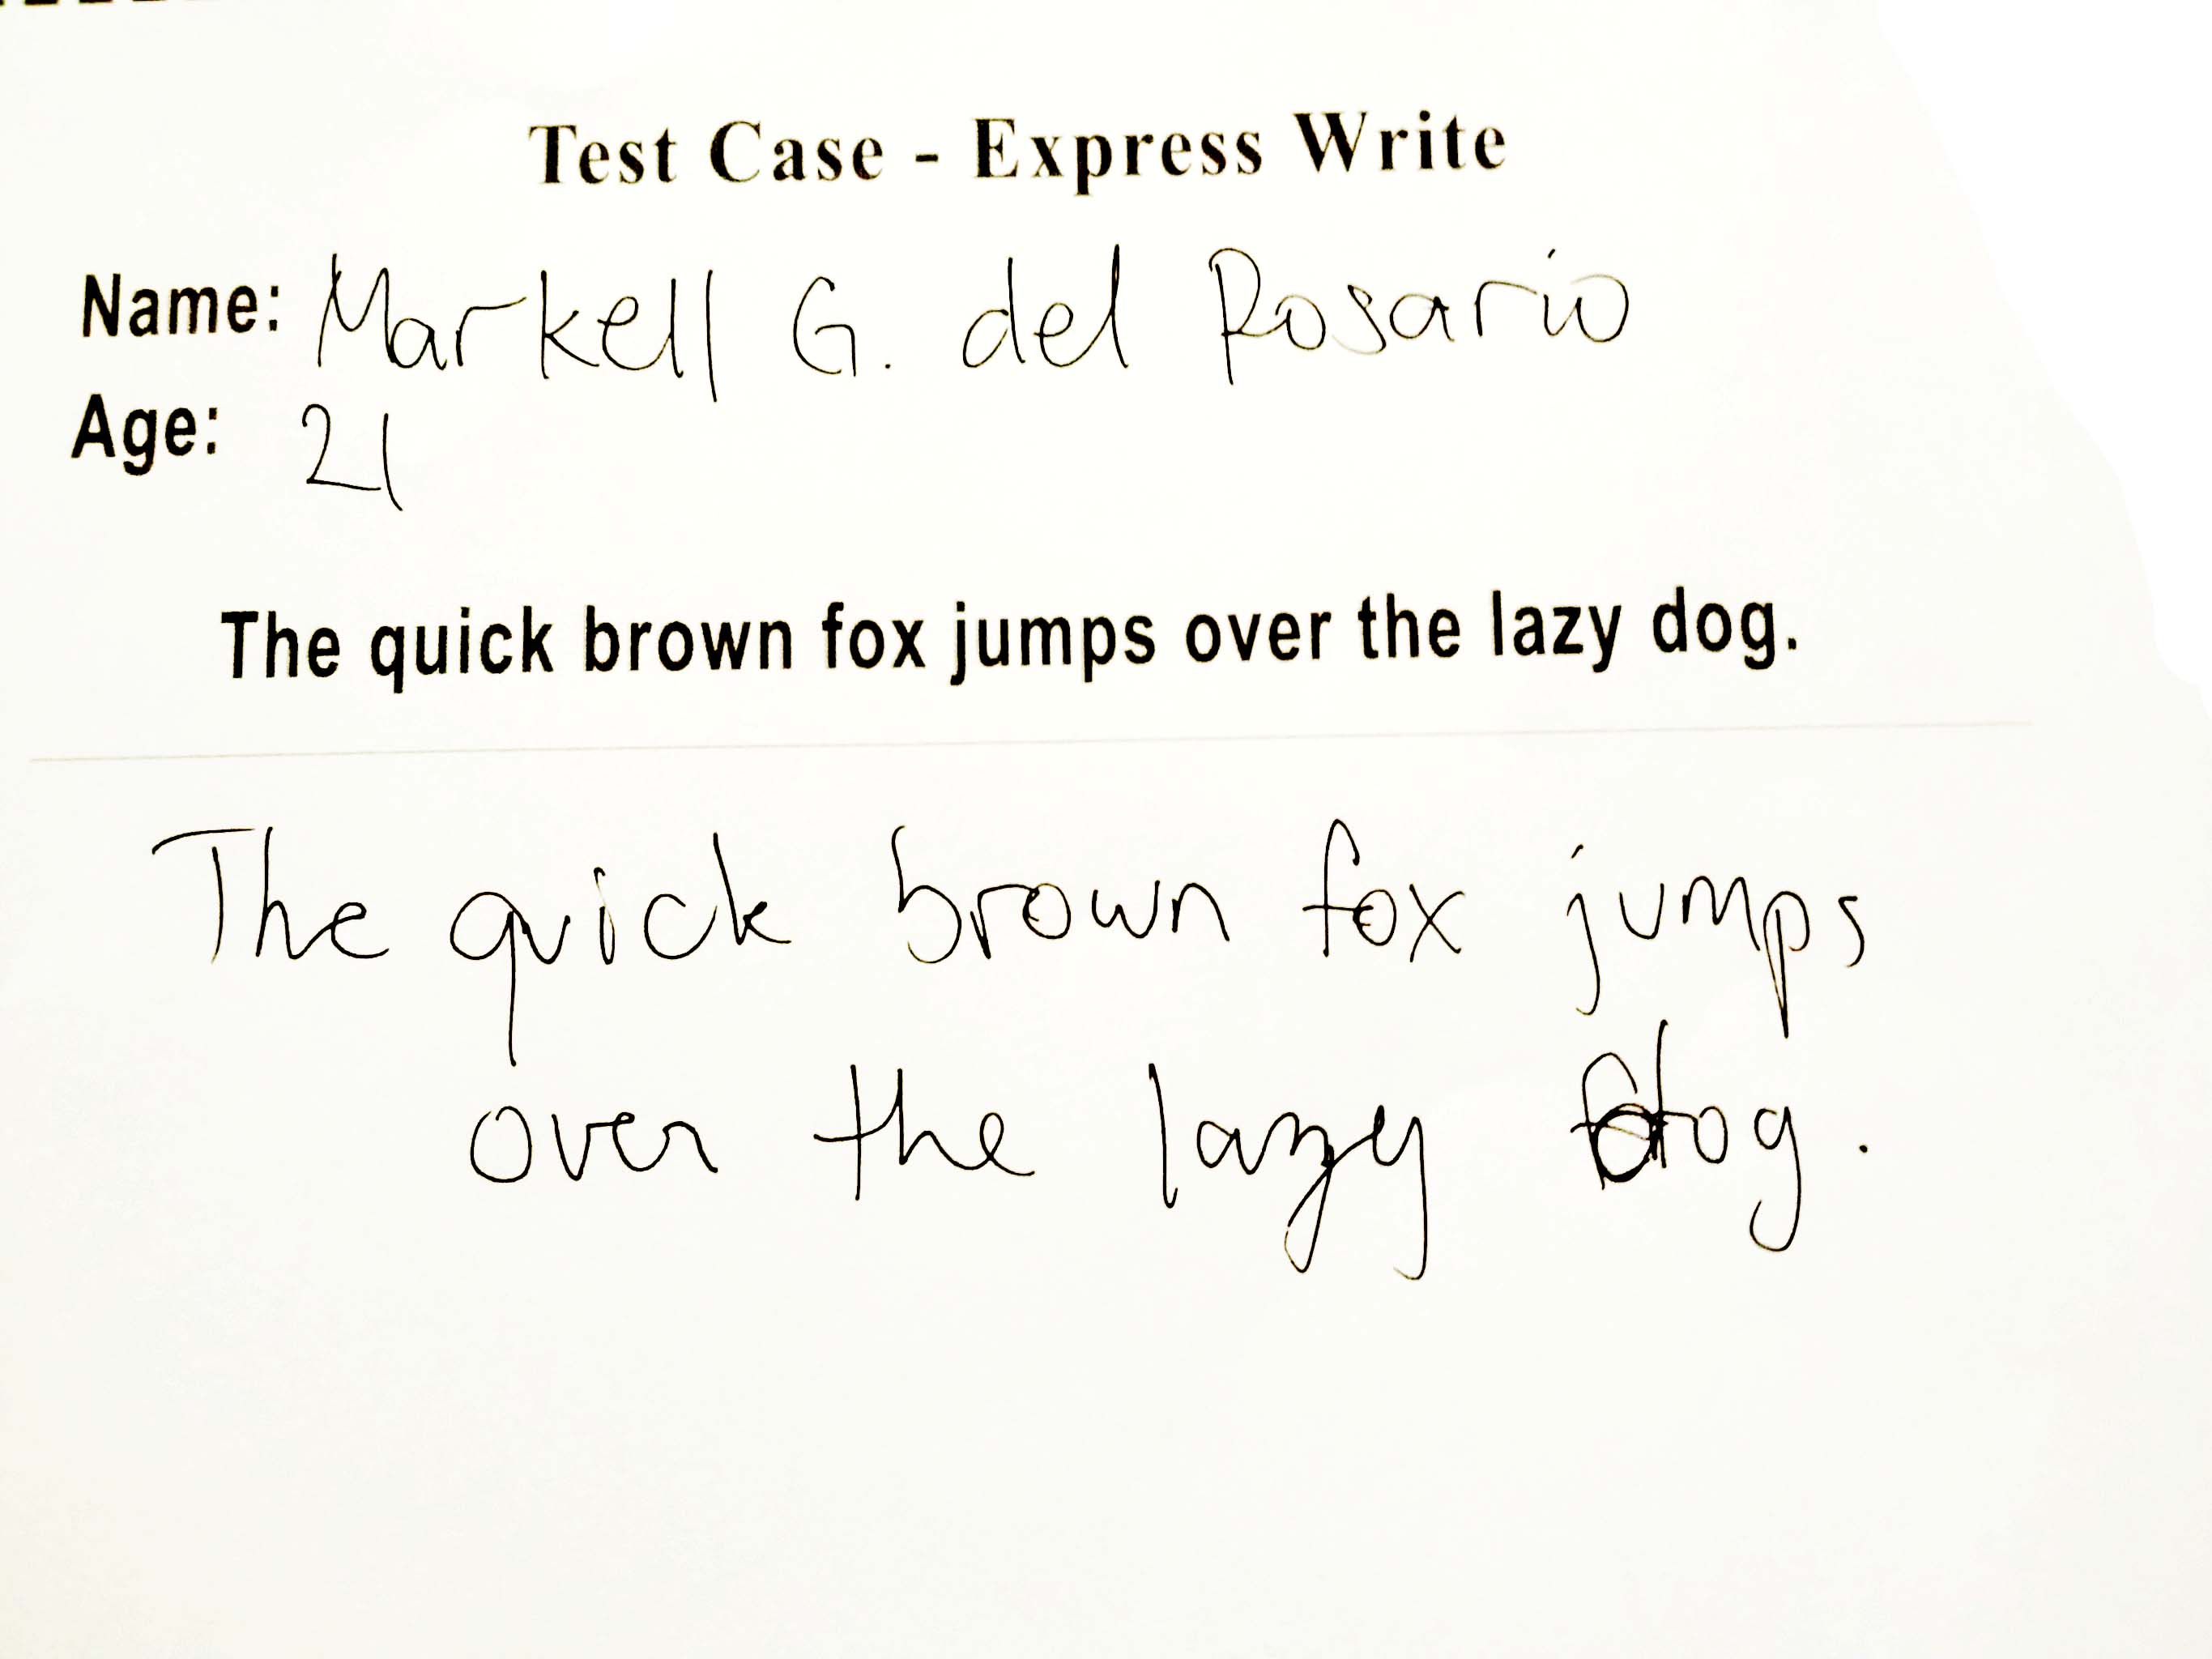 Test Case - Express Write
Name: Markell G. del Rosario
Age: 21
The quick brown fox jumps over the lazy dog.
The quick brown fox jumps
over the lazy dog.